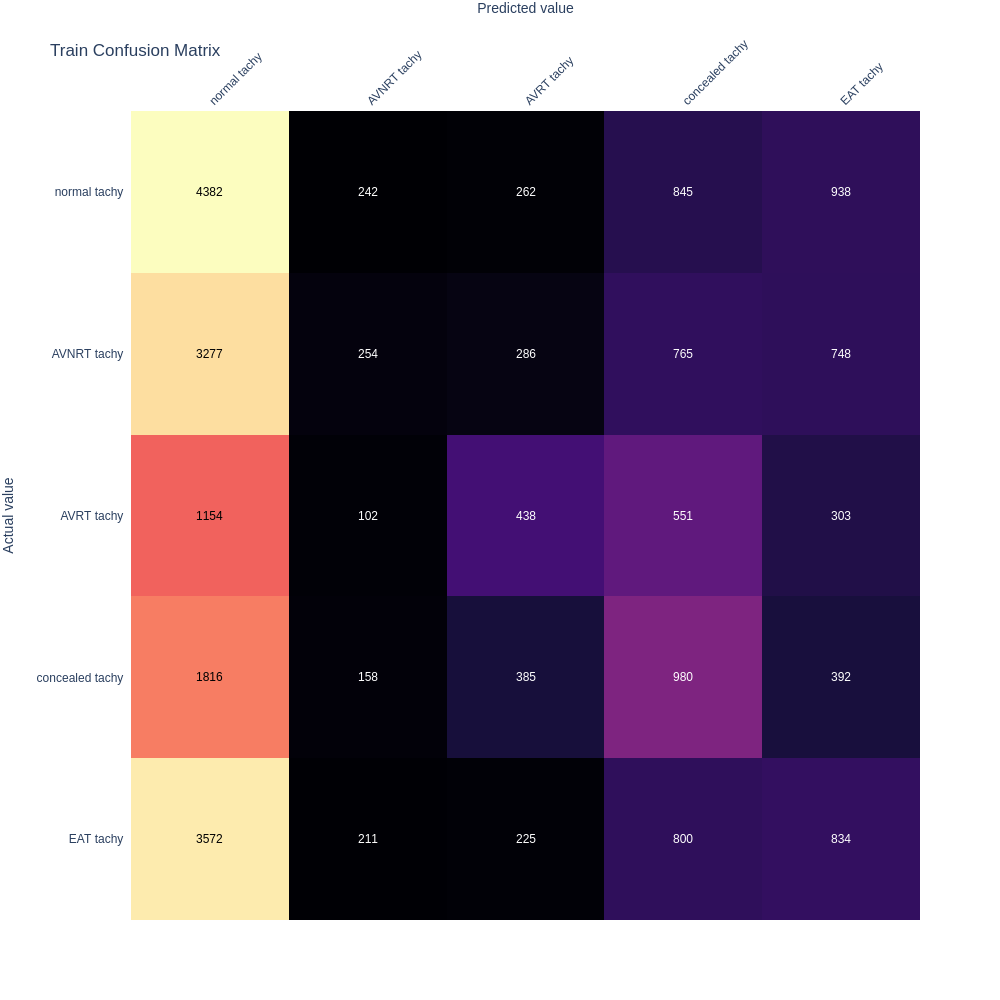 Predicted value
Train Confusion Matrix
normal tachy AVNRT tachy AVRT tachy concealed tachy EAT tachy
normal tachy 4382 242 262 845 938
AVNRT tachy 3277 254 286 765 748
Actual value
AVRT tachy 1154 102 438 551 303
concealed tachy 1816 158 385 980 392
EAT tachy 3572 211 225 800 834